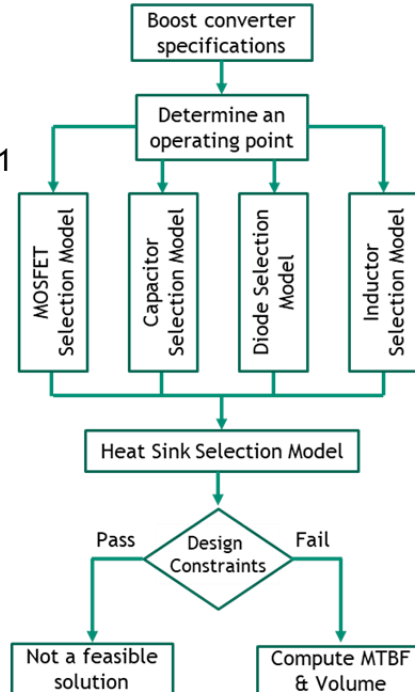 Boost converter
specifications
Determine an
operating point
1
MOSFET
Selection Model
Capacitor
Selection Model
Diode Selection
Model
Inductor
Selection Model
Heat Sink Selection Model
Pass
Design
Constraints
Fail
Not a feasible
solution
Compute MTBF
& Volume